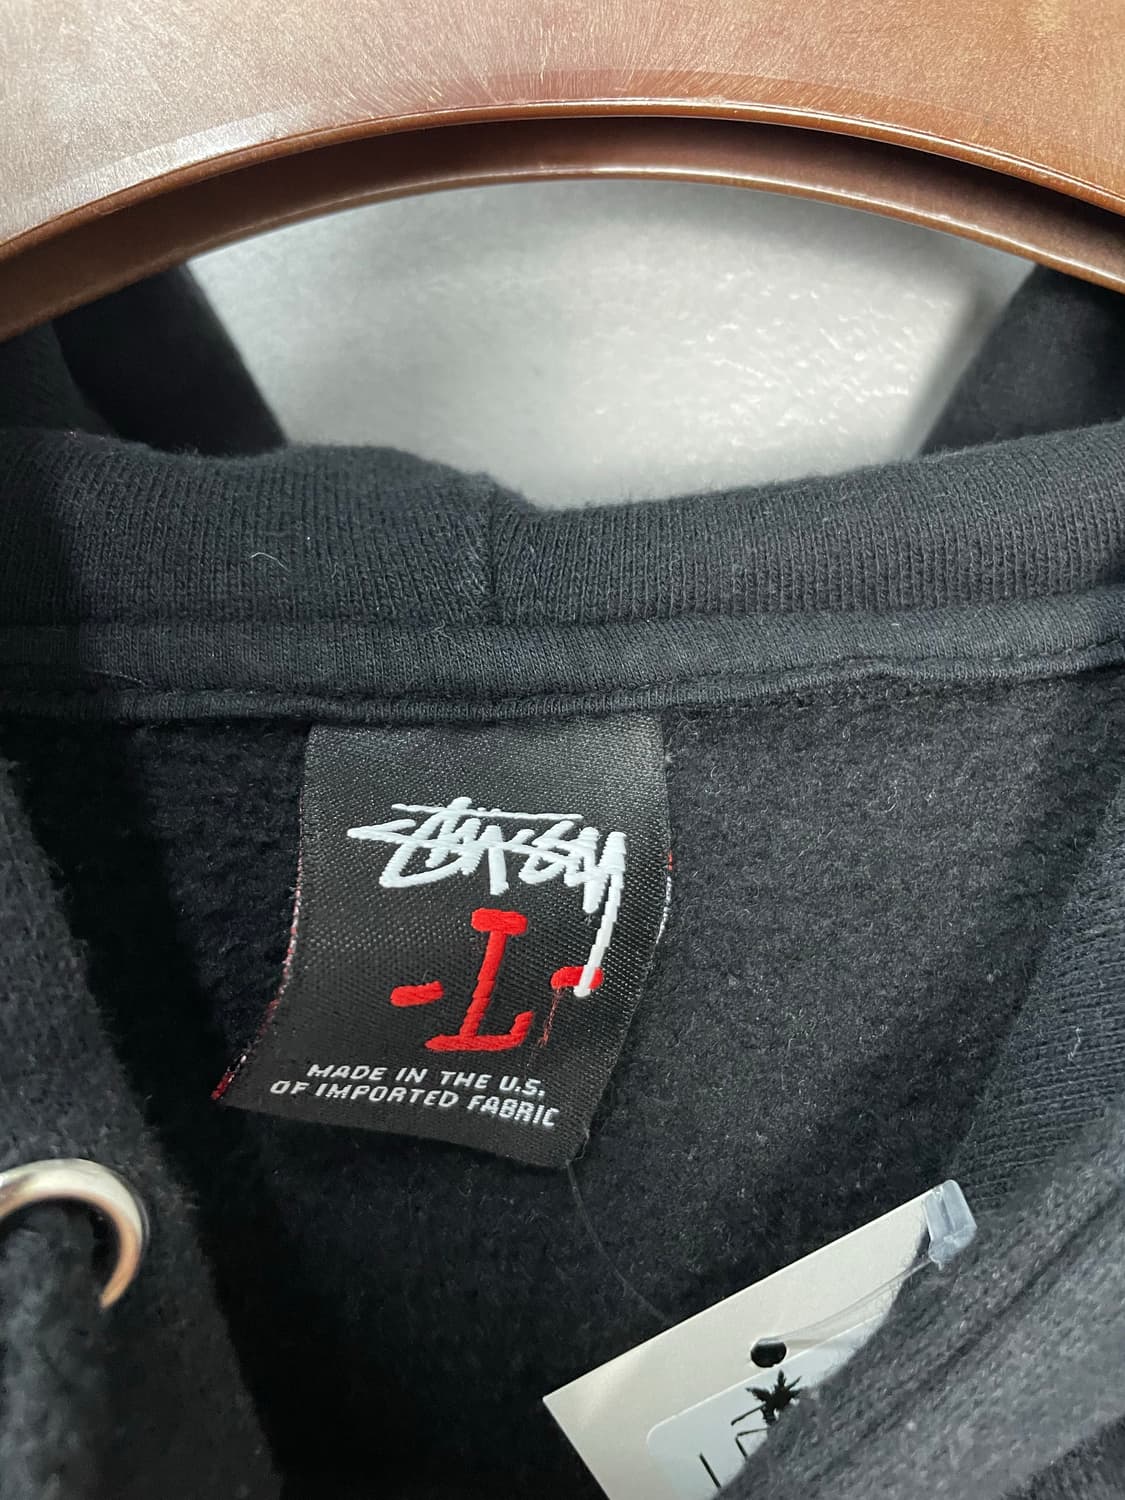 STÜSSY
-L-
MADE IN THE U.S.
OF IMPORTED FABRIC